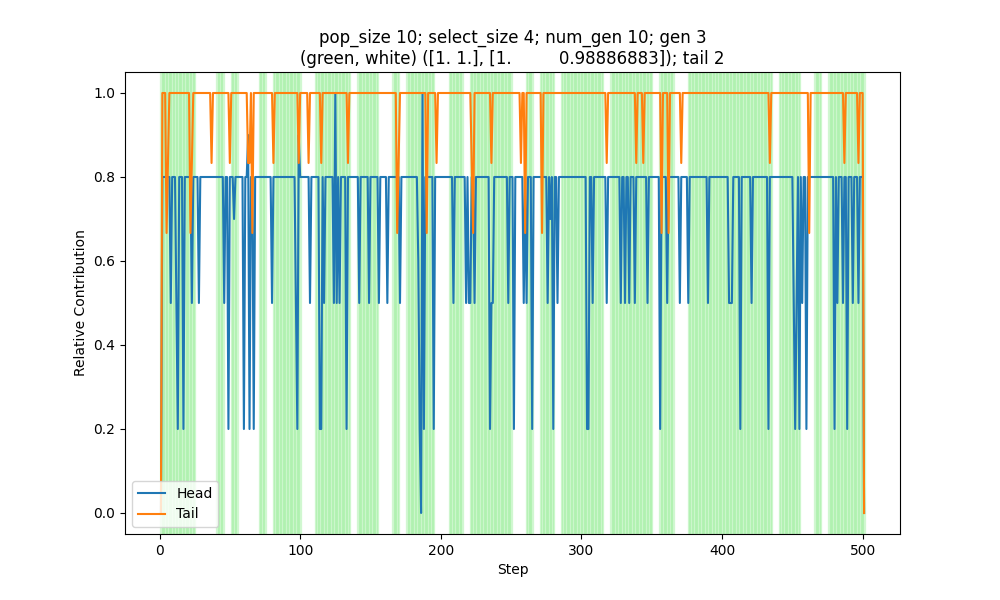 pop_size 10; select_size 4; num_gen 10; gen 3
(green, white) ([1. 1.], [1.          0.98886883]); tail 2
1.0
0.8
0.6
0.4
0.2
0.0
Relative Contribution
Head
Tail
0 100 200 300 400 500
Step